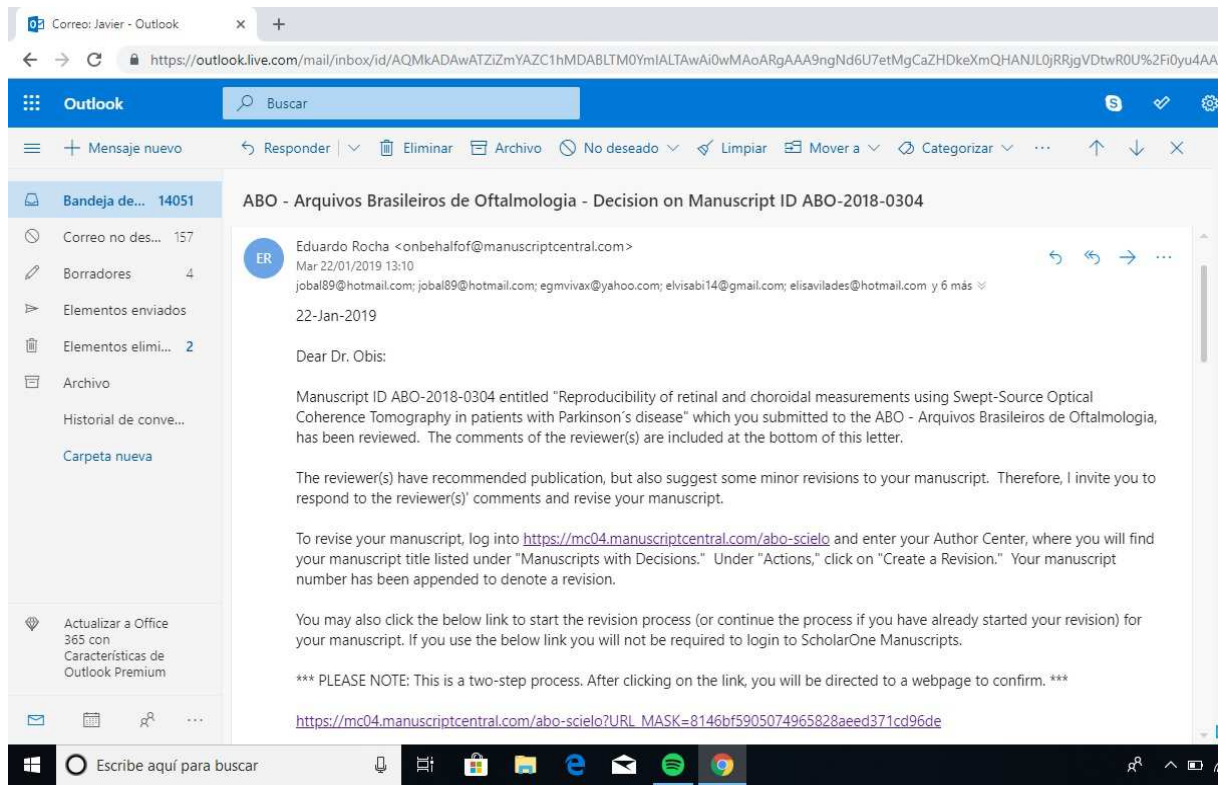 Correo: Javier - Outlook
https://outlook.live.com/mail/inbox/id/AQMkADAwATZiZmYAZC1hMDABLTM0YmIALTAwAi0wMAoARgAAA9ngNd6U7etMgCaZHDkeXmQHANJL0jRRjgVDtwR0U%2Fi0yu4AA
Outlook
Buscar
Mensaje nuevo
Responder Eliminar Archivo No deseado Limpiar Mover a Categorizar ...
Bandeja de... 14051
Correo no des... 157
Borradores 4
Elementos enviados
Elementos elimi... 2
Archivo
Historial de conve...
Carpeta nueva
Actualizar a Office
365 con
Características de
Outlook Premium
ABO - Arquivos Brasileiros de Oftalmologia - Decision on Manuscript ID ABO-2018-0304
ER
Eduardo Rocha <onbehalfof@manuscriptcentral.com>
Mar 22/01/2019 13:10
jobal89@hotmail.com; jobal89@hotmail.com; egmvivax@yahoo.com; elvisabi14@gmail.com; elisavilades@hotmail.com y 6 más
22-Jan-2019
Dear Dr. Obis:
Manuscript ID ABO-2018-0304 entitled "Reproducibility of retinal and choroidal measurements using Swept-Source Optical
Coherence Tomography in patients with Parkinson´s disease" which you submitted to the ABO - Arquivos Brasileiros de Oftalmologia,
has been reviewed. The comments of the reviewer(s) are included at the bottom of this letter.
The reviewer(s) have recommended publication, but also suggest some minor revisions to your manuscript. Therefore, I invite you to
respond to the reviewer(s)' comments and revise your manuscript.
To revise your manuscript, log into https://mc04.manuscriptcentral.com/abo-scielo and enter your Author Center, where you will find
your manuscript title listed under "Manuscripts with Decisions." Under "Actions," click on "Create a Revision." Your manuscript
number has been appended to denote a revision.
You may also click the below link to start the revision process (or continue the process if you have already started your revision) for
your manuscript. If you use the below link you will not be required to login to ScholarOne Manuscripts.
*** PLEASE NOTE: This is a two-step process. After clicking on the link, you will be directed to a webpage to confirm. ***
https://mc04.manuscriptcentral.com/abo-scielo?URL_MASK=8146bf5905074965828aeed371cd96de
Escribe aquí para buscar